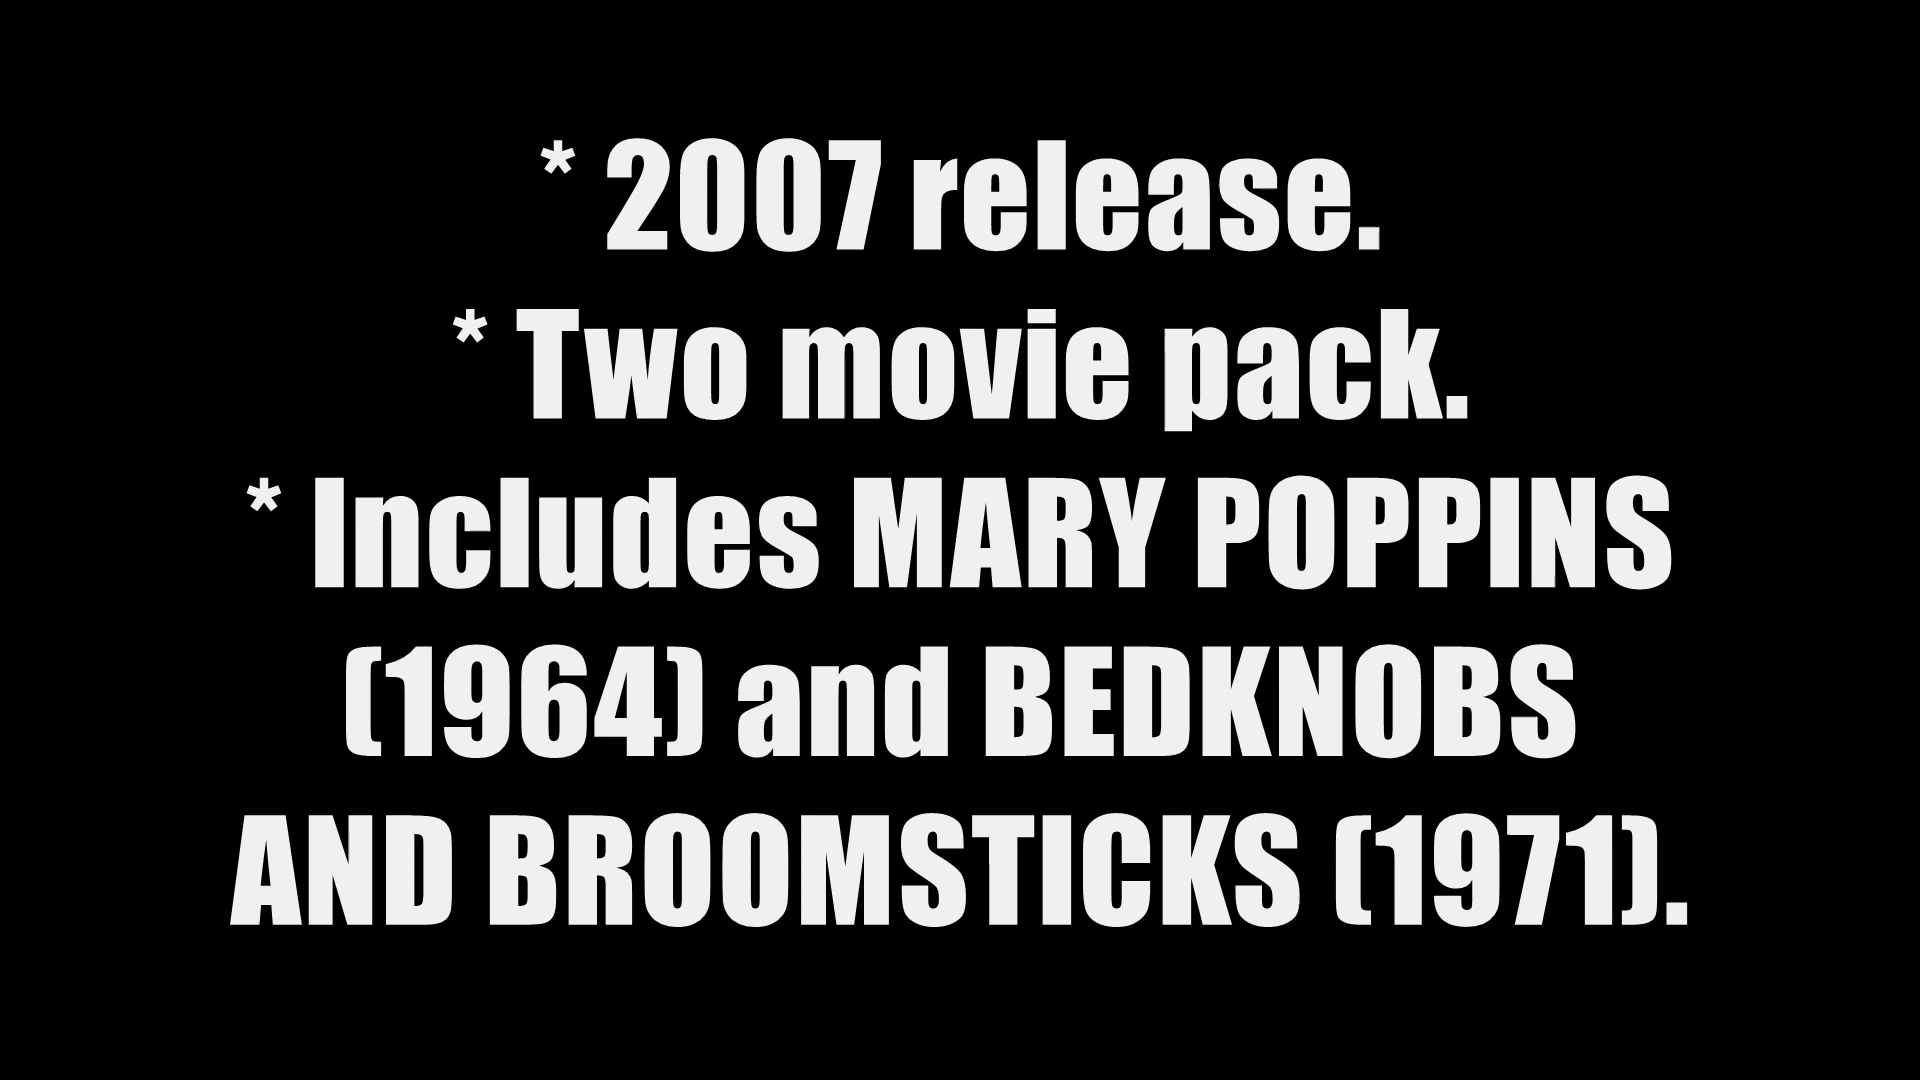 * 2007 release.
* Two movie pack.
* Includes MARY POPPINS
(1964) and BEDKNOBS
AND BROOMSTICKS (1971).